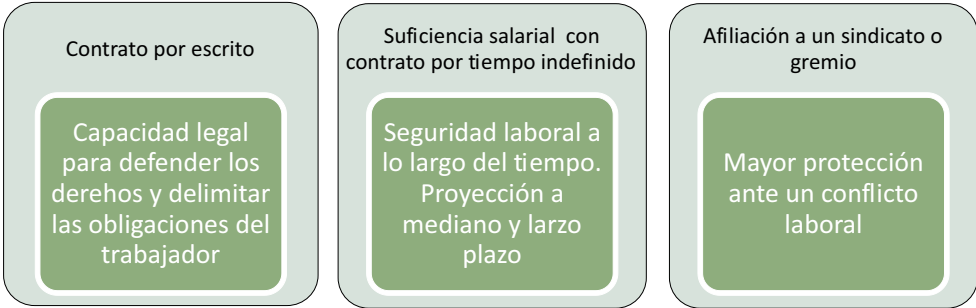 Contrato por escrito
Capacidad legal
para defender los
derehos y delimitar
las obligaciones del
trabajador
Suficiencia salarial con
contrato por tiempo indefinido
Seguridad laboral a
lo largo del tiempo.
Proyección a
mediano y larzo
plazo
Afiliación a un sindicato o
gremio
Mayor protección
ante un conflicto
laboral